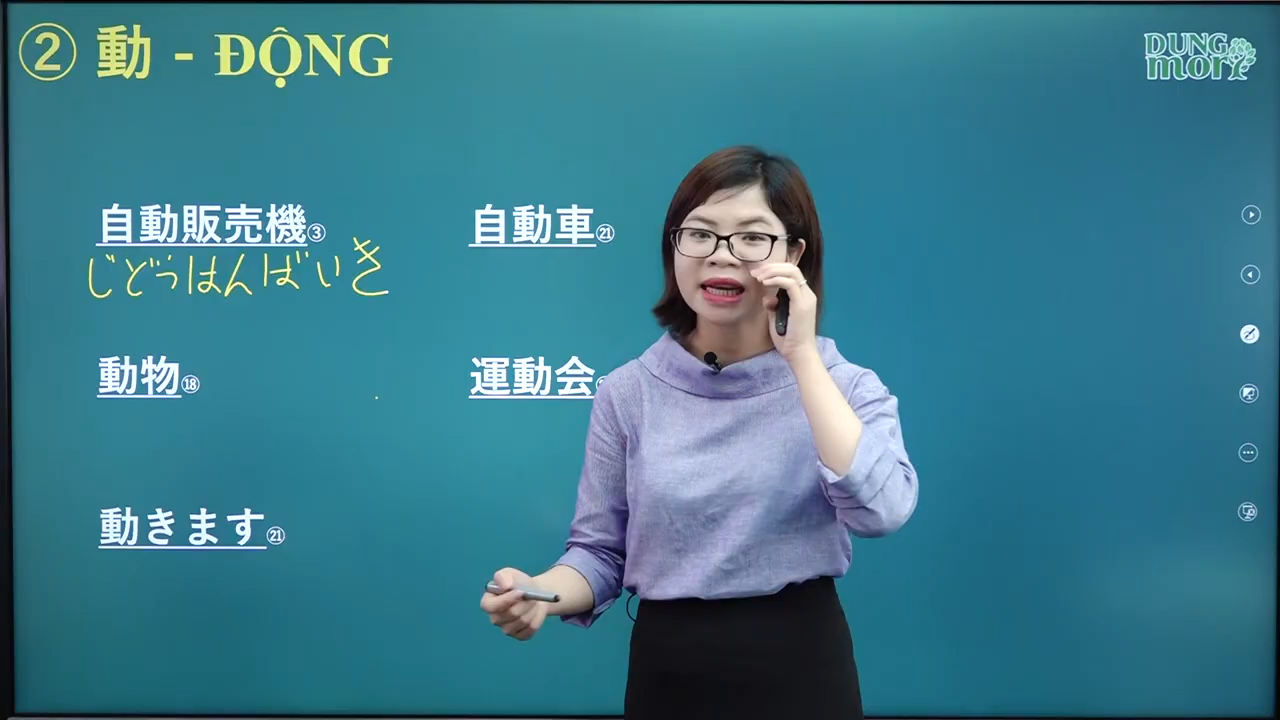 ② 動 - ĐỘNG
DUNG
mori
自動販売機③
自動車㉑
じどうはんばいき
動物⑱
運動会
動きます㉑